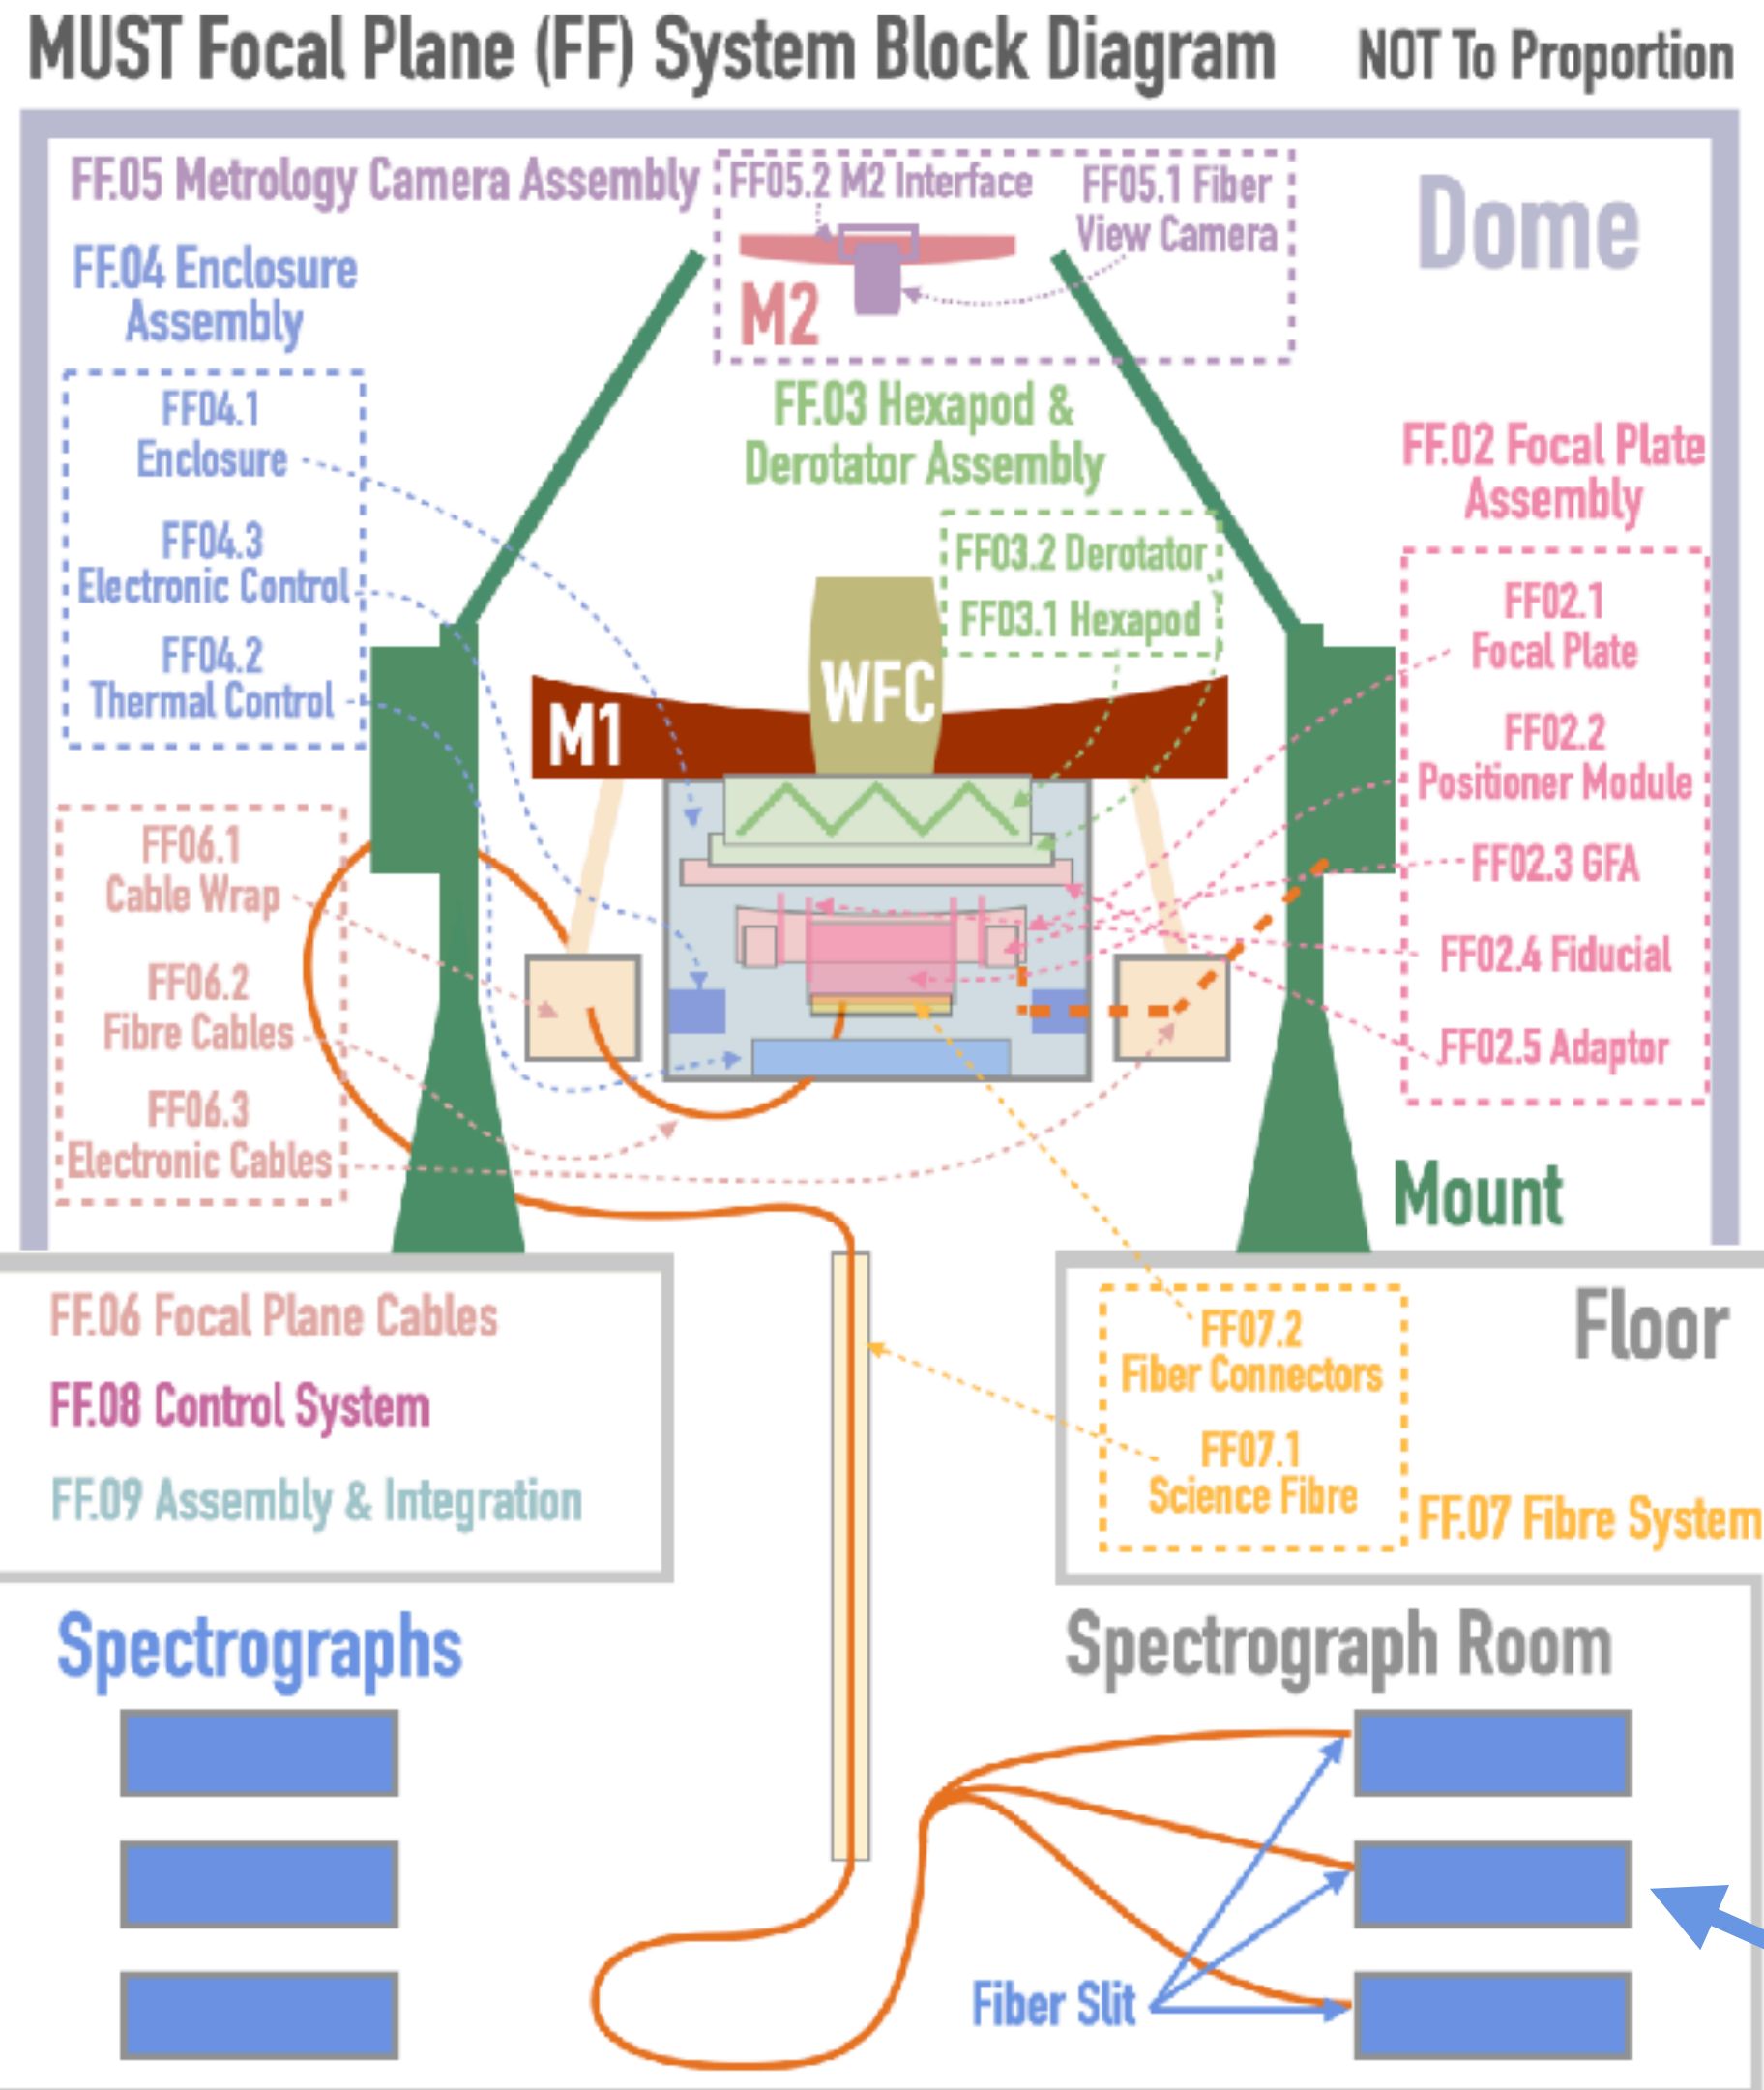 MUST Focal Plane (FF) System Block Diagram
NOT To Proportion
FF.05 Metrology Camera Assembly
FF05.2 M2 Interface
FF05.1 Fiber
View Camera
M2
Dome
FF.04 Enclosure
Assembly
FF04.1
Enclosure
FF04.3
Electronic Control
FF04.2
Thermal Control
FF.03 Hexapod &
Derotator Assembly
FF03.2 Derotator
FF03.1 Hexapod
FF.02 Focal Plate
Assembly
FF02.1
Focal Plate
FF02.2
Positioner Module
FF02.3 GFA
FF02.4 Fiducial
FF02.5 Adaptor
WFC
M1
FF06.1
Cable Wrap
FF06.2
Fibre Cables
FF06.3
Electronic Cables
Mount
FF.06 Focal Plane Cables
FF.08 Control System
FF.09 Assembly & Integration
Floor
FF07.2
Fiber Connectors
FF07.1
Science Fibre
FF.07 Fibre System
Spectrographs
Spectrograph Room
Fiber Slit